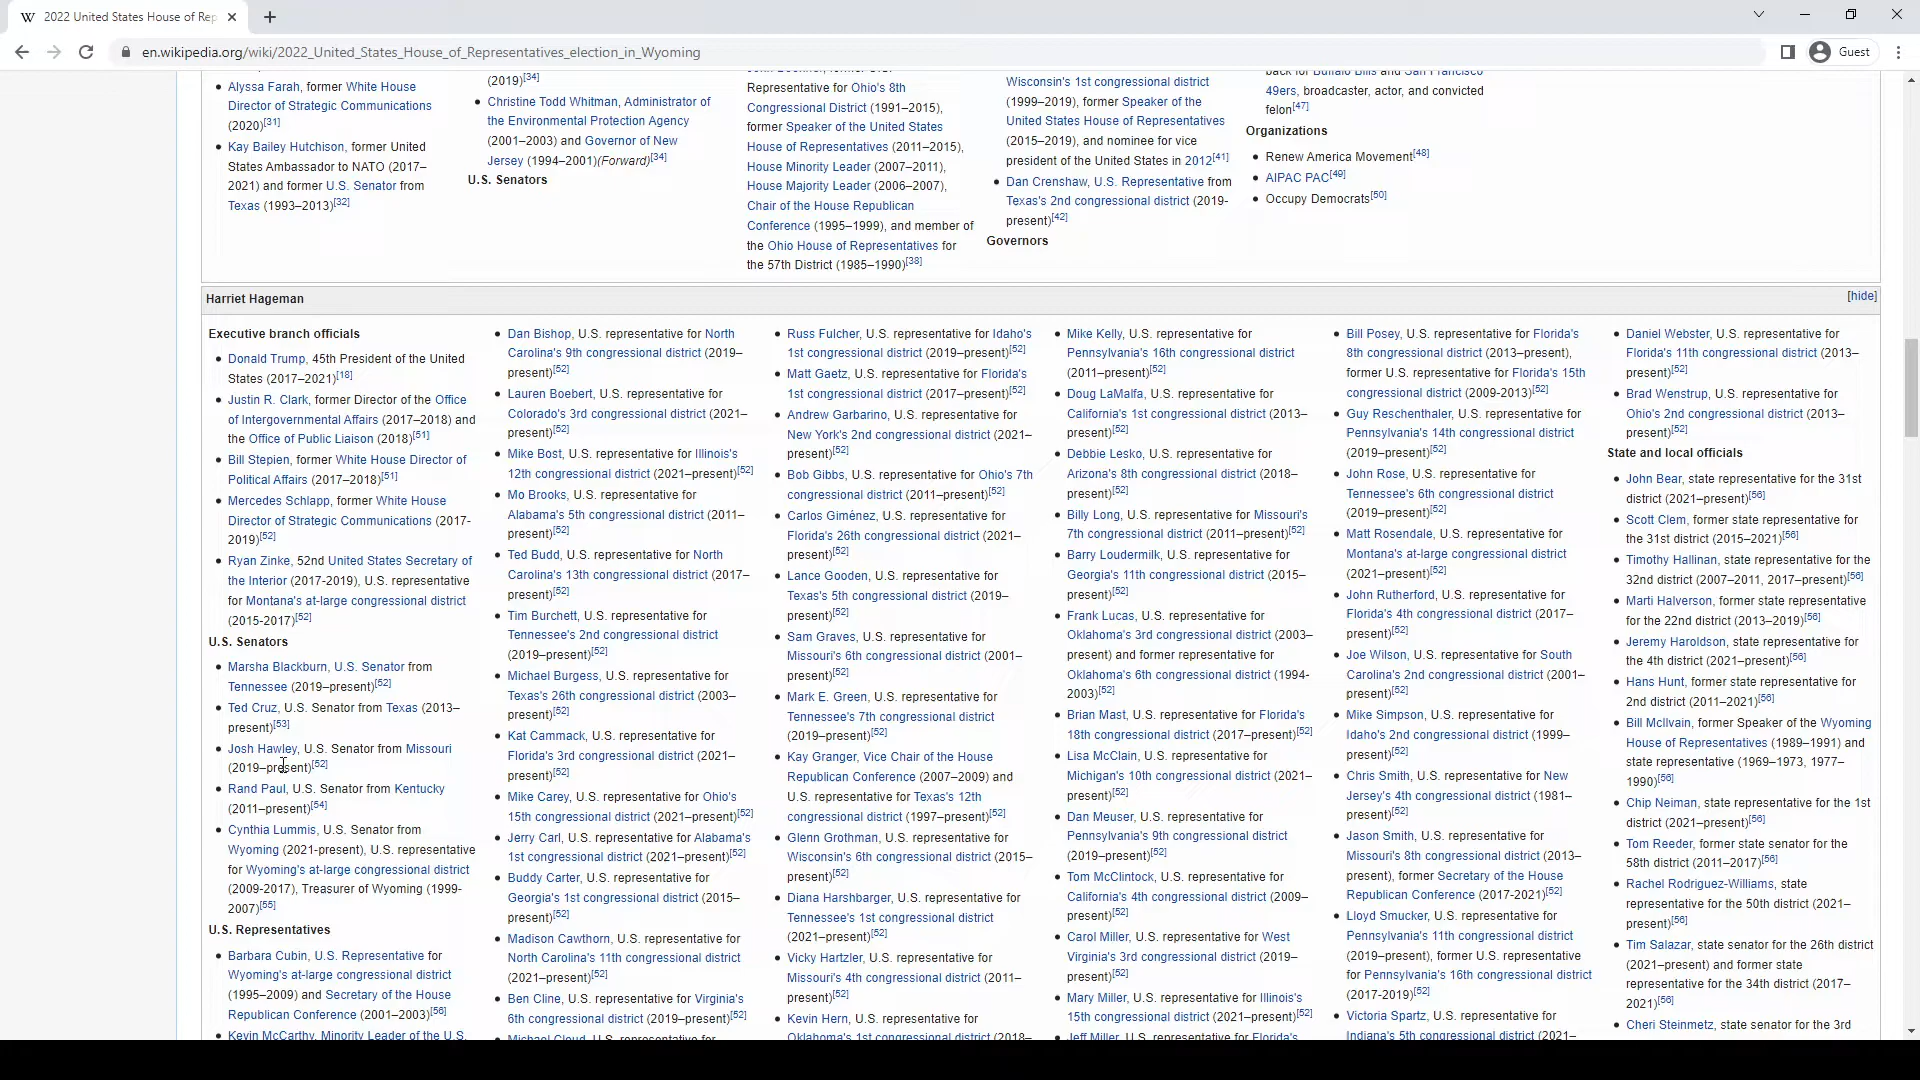 2022 United States House of Rep
en.wikipedia.org/wiki/2022_United_States_House_of_Representatives_election_in_Wyoming
Guest
Alyssa Farah, former White House
Director of Strategic Communications
(2020)[31]
Kay Bailey Hutchison, former United
States Ambassador to NATO (2017–
2021) and former U.S. Senator from
Texas (1993–2013)[32]
(2019)[34]
Christine Todd Whitman, Administrator of
the Environmental Protection Agency
(2001–2003) and Governor of New
Jersey (1994–2001)(Forward)[34]
U.S. Senators
Representative for Ohio's 8th
Congressional District (1991–2015),
former Speaker of the United States
House of Representatives (2011–2015),
House Minority Leader (2007–2011),
House Majority Leader (2006–2007),
Chair of the House Republican
Conference (1995–1999), and member of
the Ohio House of Representatives for
the 57th District (1985–1990)[38]
Wisconsin's 1st congressional district
(1999–2019), former Speaker of the
United States House of Representatives
(2015–2019), and nominee for vice
president of the United States in 2012[41]
Dan Crenshaw, U.S. Representative from
Texas's 2nd congressional district (2019-
present)[42]
Governors
back for Buffalo Bills and San Francisco
49ers, broadcaster, actor, and convicted
felon[47]
Organizations
Renew America Movement[48]
AIPAC PAC[49]
Occupy Democrats[50]
Harriet Hageman
[hide]
Executive branch officials
Donald Trump, 45th President of the United
States (2017–2021)[18]
Justin R. Clark, former Director of the Office
of Intergovernmental Affairs (2017–2018) and
the Office of Public Liaison (2018)[51]
Bill Stepien, former White House Director of
Political Affairs (2017–2018)[51]
Mercedes Schlapp, former White House
Director of Strategic Communications (2017-
2019)[52]
Ryan Zinke, 52nd United States Secretary of
the Interior (2017-2019), U.S. representative
for Montana's at-large congressional district
(2015-2017)[52]
U.S. Senators
Marsha Blackburn, U.S. Senator from
Tennessee (2019–present)[52]
Ted Cruz, U.S. Senator from Texas (2013–
present)[53]
Josh Hawley, U.S. Senator from Missouri
(2019–present)[52]
Rand Paul, U.S. Senator from Kentucky
(2011–present)[54]
Cynthia Lummis, U.S. Senator from
Wyoming (2021-present), U.S. representative
for Wyoming's at-large congressional district
(2009-2017), Treasurer of Wyoming (1999-
2007)[55]
U.S. Representatives
Barbara Cubin, U.S. Representative for
Wyoming's at-large congressional district
(1995–2009) and Secretary of the House
Republican Conference (2001–2003)[56]
Kevin McCarthy, Minority Leader of the U.S.
Dan Bishop, U.S. representative for North
Carolina's 9th congressional district (2019–
present)[52]
Lauren Boebert, U.S. representative for
Colorado's 3rd congressional district (2021–
present)[52]
Mike Bost, U.S. representative for Illinois's
12th congressional district (2021–present)[52]
Mo Brooks, U.S. representative for
Alabama's 5th congressional district (2011–
present)[52]
Ted Budd, U.S. representative for North
Carolina's 13th congressional district (2017–
present)[52]
Tim Burchett, U.S. representative for
Tennessee's 2nd congressional district
(2019–present)[52]
Michael Burgess, U.S. representative for
Texas's 26th congressional district (2003–
present)[52]
Kat Cammack, U.S. representative for
Florida's 3rd congressional district (2021–
present)[52]
Mike Carey, U.S. representative for Ohio's
15th congressional district (2021–present)[52]
Jerry Carl, U.S. representative for Alabama's
1st congressional district (2021–present)[52]
Buddy Carter, U.S. representative for
Georgia's 1st congressional district (2015–
present)[52]
Madison Cawthorn, U.S. representative for
North Carolina's 11th congressional district
(2021–present)[52]
Ben Cline, U.S. representative for Virginia's
6th congressional district (2019–present)[52]
Michael Cloud, U.S. representative for
Russ Fulcher, U.S. representative for Idaho's
1st congressional district (2019–present)[52]
Matt Gaetz, U.S. representative for Florida's
1st congressional district (2017–present)[52]
Andrew Garbarino, U.S. representative for
New York's 2nd congressional district (2021–
present)[52]
Bob Gibbs, U.S. representative for Ohio's 7th
congressional district (2011–present)[52]
Carlos Giménez, U.S. representative for
Florida's 26th congressional district (2021–
present)[52]
Lance Gooden, U.S. representative for
Texas's 5th congressional district (2019–
present)[52]
Sam Graves, U.S. representative for
Missouri's 6th congressional district (2001–
present)[52]
Mark E. Green, U.S. representative for
Tennessee's 7th congressional district
(2019–present)[52]
Kay Granger, Vice Chair of the House
Republican Conference (2007–2009) and
U.S. representative for Texas's 12th
congressional district (1997–present)[52]
Glenn Grothman, U.S. representative for
Wisconsin's 6th congressional district (2015–
present)[52]
Diana Harshbarger, U.S. representative for
Tennessee's 1st congressional district
(2021–present)[52]
Vicky Hartzler, U.S. representative for
Missouri's 4th congressional district (2011–
present)[52]
Kevin Hern, U.S. representative for
Oklahoma's 1st congressional district (2018–
Mike Kelly, U.S. representative for
Pennsylvania's 16th congressional district
(2011–present)[52]
Doug LaMalfa, U.S. representative for
California's 1st congressional district (2013–
present)[52]
Debbie Lesko, U.S. representative for
Arizona's 8th congressional district (2018–
present)[52]
Billy Long, U.S. representative for Missouri's
7th congressional district (2011–present)[52]
Barry Loudermilk, U.S. representative for
Georgia's 11th congressional district (2015–
present)[52]
Frank Lucas, U.S. representative for
Oklahoma's 3rd congressional district (2003–
present) and former representative for
Oklahoma's 6th congressional district (1994-
2003)[52]
Brian Mast, U.S. representative for Florida's
18th congressional district (2017–present)[52]
Lisa McClain, U.S. representative for
Michigan's 10th congressional district (2021–
present)[52]
Dan Meuser, U.S. representative for
Pennsylvania's 9th congressional district
(2019–present)[52]
Tom McClintock, U.S. representative for
California's 4th congressional district (2009–
present)[52]
Carol Miller, U.S. representative for West
Virginia's 3rd congressional district (2019–
present)[52]
Mary Miller, U.S. representative for Illinois's
15th congressional district (2021–present)[52]
Jeff Miller, U.S. representative for Florida's
Bill Posey, U.S. representative for Florida's
8th congressional district (2013–present),
former U.S. representative for Florida's 15th
congressional district (2009-2013)[52]
Guy Reschenthaler, U.S. representative for
Pennsylvania's 14th congressional district
(2019–present)[52]
John Rose, U.S. representative for
Tennessee's 6th congressional district
(2019–present)[52]
Matt Rosendale, U.S. representative for
Montana's at-large congressional district
(2021–present)[52]
John Rutherford, U.S. representative for
Florida's 4th congressional district (2017–
present)[52]
Joe Wilson, U.S. representative for South
Carolina's 2nd congressional district (2001–
present)[52]
Mike Simpson, U.S. representative for
Idaho's 2nd congressional district (1999–
present)[52]
Chris Smith, U.S. representative for New
Jersey's 4th congressional district (1981–
present)[52]
Jason Smith, U.S. representative for
Missouri's 8th congressional district (2013–
present), former Secretary of the House
Republican Conference (2017-2021)[52]
Lloyd Smucker, U.S. representative for
Pennsylvania's 11th congressional district
(2019–present), former U.S. representative
for Pennsylvania's 16th congressional district
(2017-2019)[52]
Victoria Spartz, U.S. representative for
Indiana's 5th congressional district (2021–
Daniel Webster, U.S. representative for
Florida's 11th congressional district (2013–
present)[52]
Brad Wenstrup, U.S. representative for
Ohio's 2nd congressional district (2013–
present)[52]
State and local officials
John Bear, state representative for the 31st
district (2021–present)[56]
Scott Clem, former state representative for
the 31st district (2015–2021)[56]
Timothy Hallinan, state representative for the
32nd district (2007–2011, 2017–present)[56]
Marti Halverson, former state representative
for the 22nd district (2013–2019)[56]
Jeremy Haroldson, state representative for
the 4th district (2021–present)[56]
Hans Hunt, former state representative for
2nd district (2011–2021)[56]
Bill McIlvain, former Speaker of the Wyoming
House of Representatives (1989–1991) and
state representative (1969–1973, 1977–
1990)[56]
Chip Neiman, state representative for the 1st
district (2021–present)[56]
Tom Reeder, former state senator for the
58th district (2011–2017)[56]
Rachel Rodriguez-Williams, state
representative for the 50th district (2021–
present)[56]
Tim Salazar, state senator for the 26th district
(2021–present) and former state
representative for the 34th district (2017–
2021)[56]
Cheri Steinmetz, state senator for the 3rd